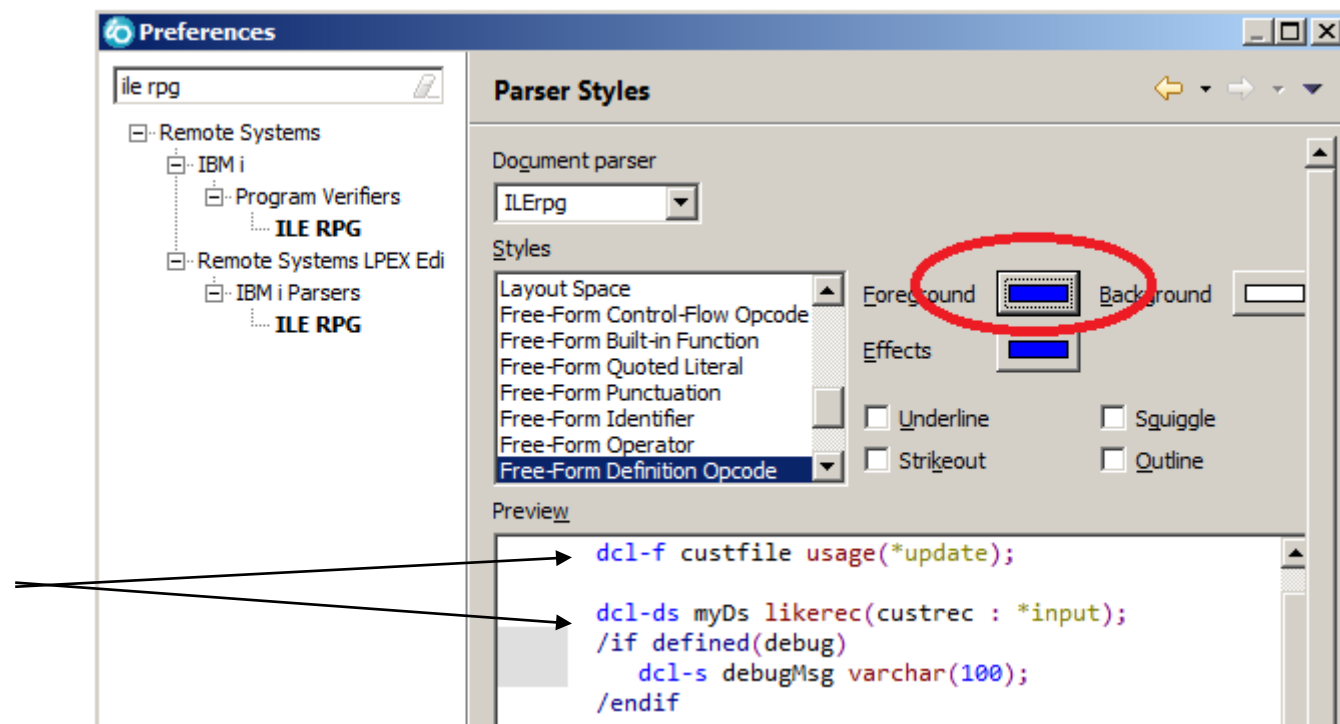 Preferences
ile rpg
Remote Systems
IBM i
Program Verifiers
ILE RPG
Remote Systems LPEX Edi
IBM i Parsers
ILE RPG
Parser Styles
Document parser
ILErpg
Styles
Layout Space
Free-Form Control-Flow Opcode
Free-Form Built-in Function
Free-Form Quoted Literal
Free-Form Punctuation
Free-Form Identifier
Free-Form Operator
Free-Form Definition Opcode
Foreground
Background
Effects
Underline
Squiggle
Strikeout
Outline
Preview
dcl-f custfile usage(*update);
dcl-ds myDs likerec(custrec : *input);
/if defined(debug)
dcl-s debugMsg varchar(100);
/endif